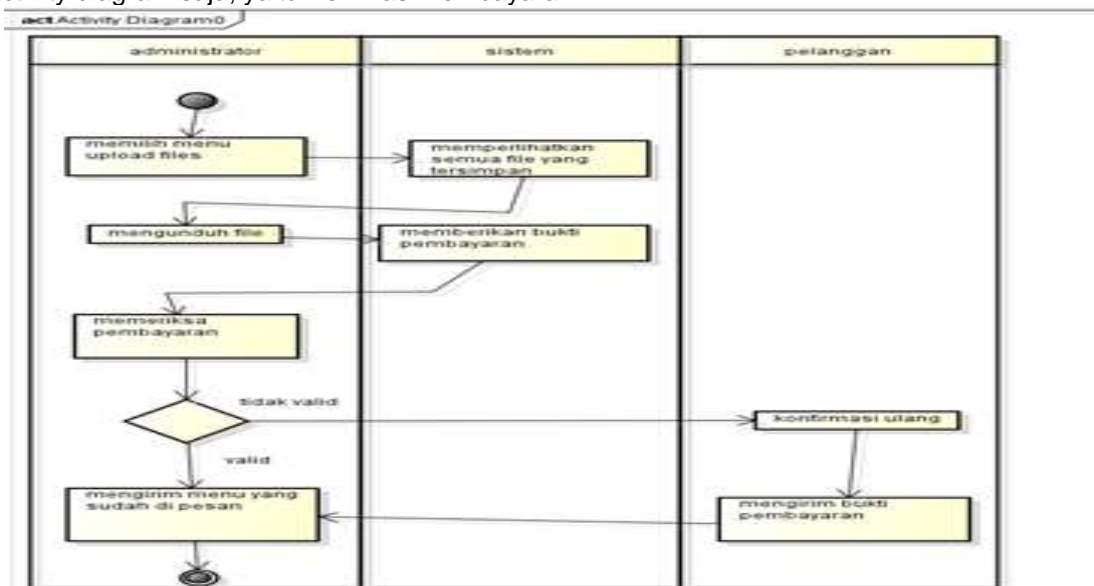 act Activity Diagram0
administrator
sistem
pelanggan
memilih menu
upload files
memperlihatkan
semua file yang
tersimpan
mengunduh file
memberikan bukti
pembayaran
memeriksa
pembayaran
tidak valid
konfirmasi ulang
valid
mengirim menu yang
sudah di pesan
mengirim bukti
pembayaran